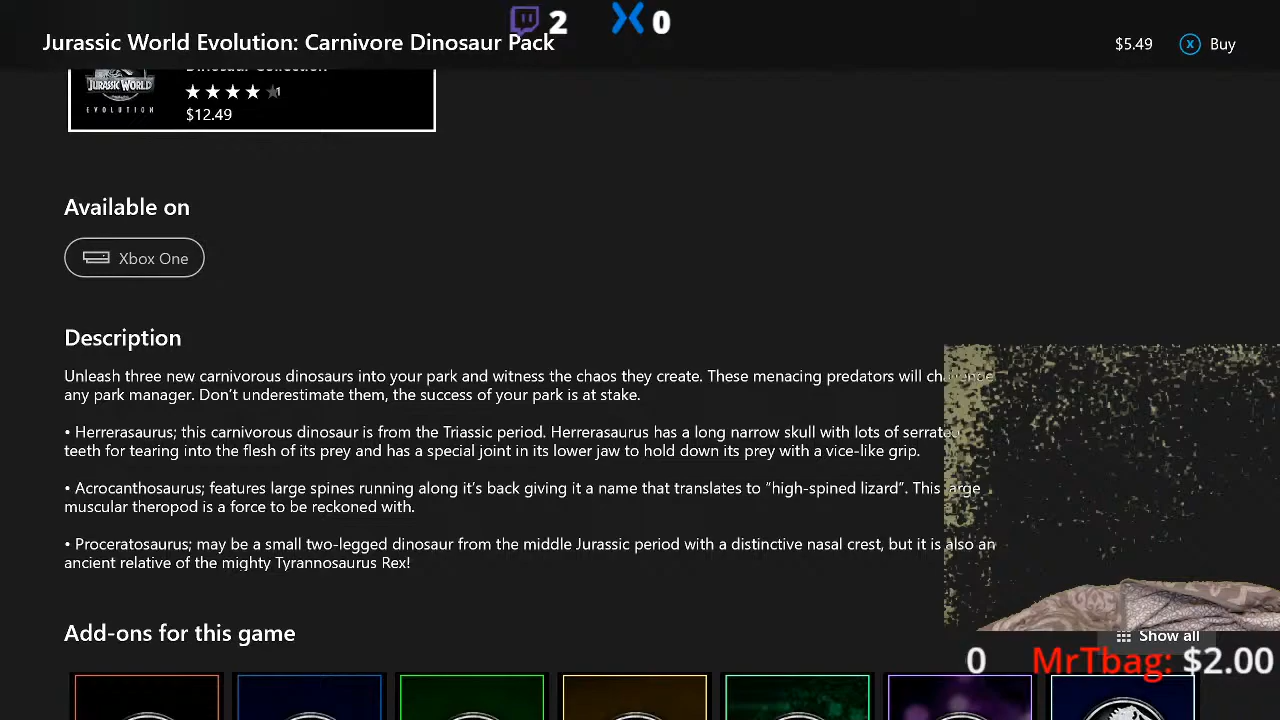 2 0
Jurassic World Evolution: Carnivore Dinosaur Pack
$5.49 X Buy
Dinosaur Collection
JURASSIC WORLD
EVOLUTION
1
$12.49
Available on
Xbox One
Description
Unleash three new carnivorous dinosaurs into your park and witness the chaos they create. These menacing predators will
any park manager. Don't underestimate them, the success of your park is at stake.
• Herrerasaurus; this carnivorous dinosaur is from the Triassic period. Herrerasaurus has a long narrow skull with lots of serrated
teeth for tearing into the flesh of its prey and has a special joint in its lower jaw to hold down its prey with a vice-like grip.
• Acrocanthosaurus; features large spines running along it's back giving it a name that translates to "high-spined lizard". This large
muscular theropod is a force to be reckoned with.
• Proceratosaurus; may be a small two-legged dinosaur from the middle Jurassic period with a distinctive nasal crest, but it is also an
ancient relative of the mighty Tyrannosaurus Rex!
Add-ons for this game
Show all
0 MrTbag: $2.00